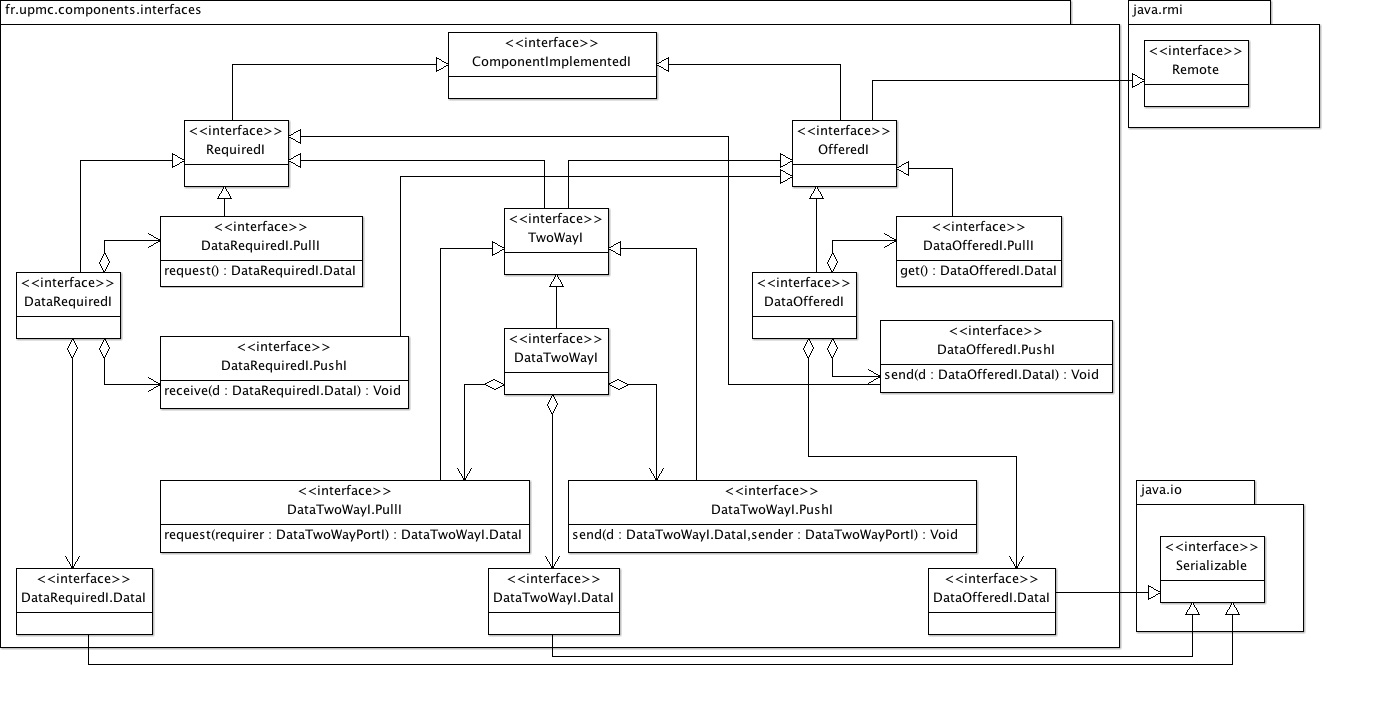 fr.upmc.components.interfaces
java.rmi
<<interface>>
ComponentImplementedI
<<interface>>
Remote
<<interface>>
RequiredI
<<interface>>
OfferedI
<<interface>>
DataRequiredI.PullI
request() : DataRequiredI.DataI
<<interface>>
TwoWayI
<<interface>>
DataOfferedI.PullI
get() : DataOfferedI.DataI
<<interface>>
DataRequiredI
<<interface>>
DataOfferedI
<<interface>>
DataRequiredI.PushI
receive(d : DataRequiredI.DataI) : Void
<<interface>>
DataTwoWayI
<<interface>>
DataOfferedI.PushI
send(d : DataOfferedI.DataI) : Void
<<interface>>
DataTwoWayI.PullI
request(requirer : DataTwoWayPortI) : DataTwoWayI.DataI
<<interface>>
DataTwoWayI.PushI
send(d : DataTwoWayI.DataI,sender : DataTwoWayPortI) : Void
java.io
<<interface>>
Serializable
<<interface>>
DataRequiredI.DataI
<<interface>>
DataTwoWayI.DataI
<<interface>>
DataOfferedI.DataI